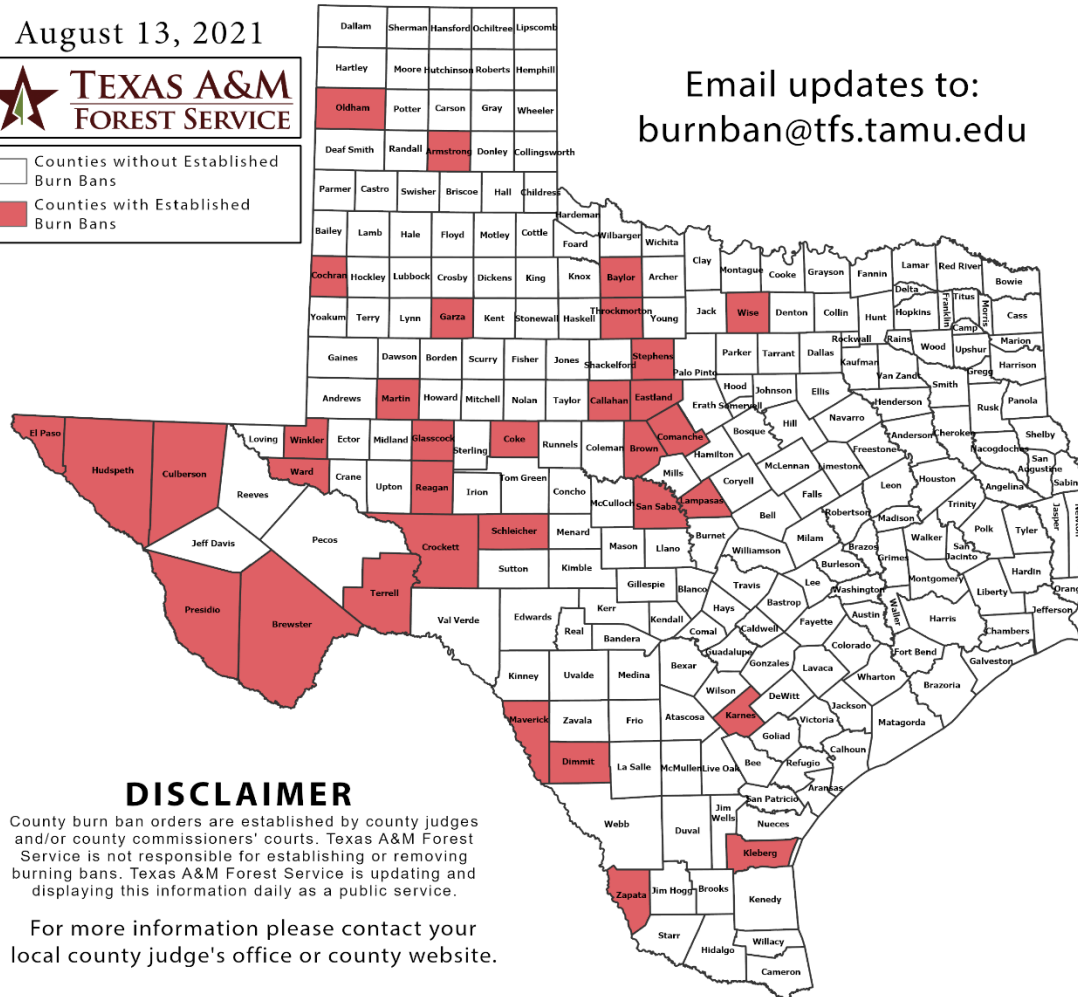 August 13, 2021
TEXAS A&M
FOREST SERVICE
Counties without Established
Burn Bans
Counties with Established
Burn Bans
Email updates to:
burnban@tfs.tamu.edu
Dallam Sherman Hansford Ochiltree Lipscomb
Hartley Moore Hutchinson Roberts Hemphill
Oldham Potter Carson Gray Wheeler
Deaf Smith Randall Armstrong Donley Collingsworth
Parmer Castro Swisher Briscoe Hall Childress
Hardeman
Bailey Lamb Hale Floyd Motley Cottle Foard Wilbarger Wichita
Clay Montague Cooke Grayson Fannin Lamar Red River Bowie
Cochran Hockley Lubbock Crosby Dickens King Knox Baylor Archer
Delta Franklin Titus Morris Cass
Yoakum Terry Lynn Garza Kent Stonewall Haskell Throckmorton Young Jack Wise Denton Collin Hunt Hopkins Camp
Rockwall Rains Wood Upshur Marion
Gaines Dawson Borden Scurry Fisher Jones Shackelford Stephens Palo Pinto Parker Tarrant Dallas Kaufman Van Zandt Gregg Harrison
Andrews Martin Howard Mitchell Nolan Taylor Callahan Eastland Erath Hood Somervell Johnson Ellis Henderson Smith Rusk Panola
El Paso Hudspeth Culberson Loving Winkler Ector Midland Glasscock Sterling Coke Runnels Coleman Brown Comanche Hamilton Bosque Hill Navarro Freestone Anderson Cherokee Nacogdoches Shelby
Reeves Ward Crane Upton Reagan Irion Tom Green Concho McCulloch San Saba Mills Lampasas Coryell McLennan Limestone Falls Leon Houston Angelina San Augustine Sabin
Jeff Davis Pecos Crockett Schleicher Menard Mason Llano Burnet Bell Robertson Madison Trinity Polk Tyler Jasper
Presidio Brewster Terrell Sutton Kimble Gillespie Blanco Williamson Milam Brazos Burleson Grimes Walker San Jacinto Hardin
Val Verde Edwards Real Kerr Bandera Kendall Comal Hays Travis Bastrop Lee Washington Montgomery Liberty Orang
Caldwell Fayette Austin Waller Harris Chambers Jefferson
Kinney Uvalde Medina Bexar Guadalupe Gonzales Lavaca Colorado Fort Bend Galveston
Wilson Karnes DeWitt Wharton Brazoria
Maverick Zavala Frio Atascosa Goliad Victoria Jackson Matagorda
Dimmit La Salle McMullen Live Oak Bee Refugio Calhoun
Aransas
Webb Duval Jim Wells San Patricio Nueces
Kleberg
Zapata Jim Hogg Brooks Kenedy
Starr Hidalgo Willacy
Cameron
DISCLAIMER
County burn ban orders are established by county judges
and/or county commissioners' courts. Texas A&M Forest
Service is not responsible for establishing or removing
burning bans. Texas A&M Forest Service is updating and
displaying this information daily as a public service.
For more information please contact your
local county judge's office or county website.